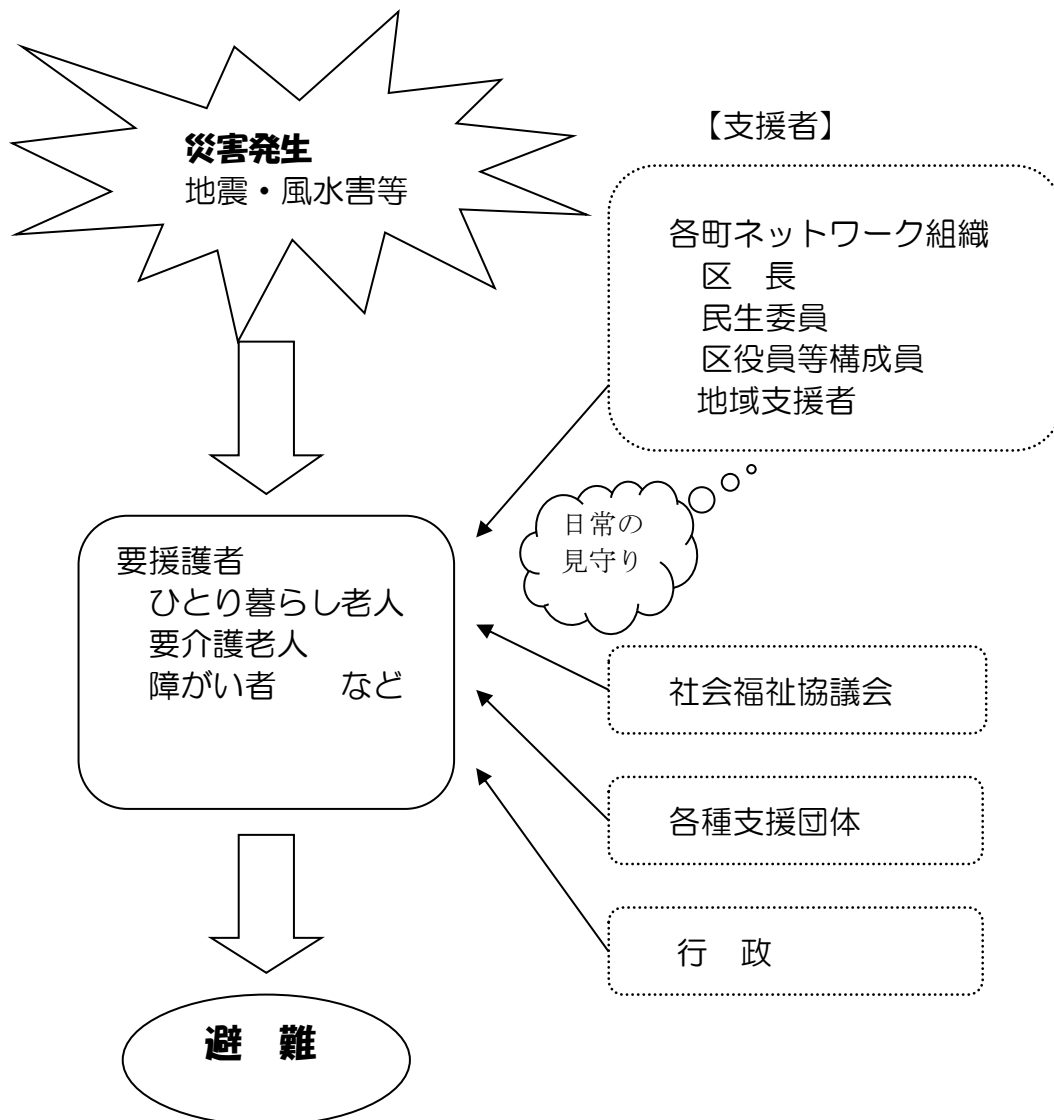 災害発生
地震・風水害等
【支援者】
各町ネットワーク組織
区　長
民生委員
区役員等構成員
地域支援者
日常の
見守り
要援護者
ひとり暮らし老人
要介護老人
障がい者　　など
社会福祉協議会
各種支援団体
行　政
避　難